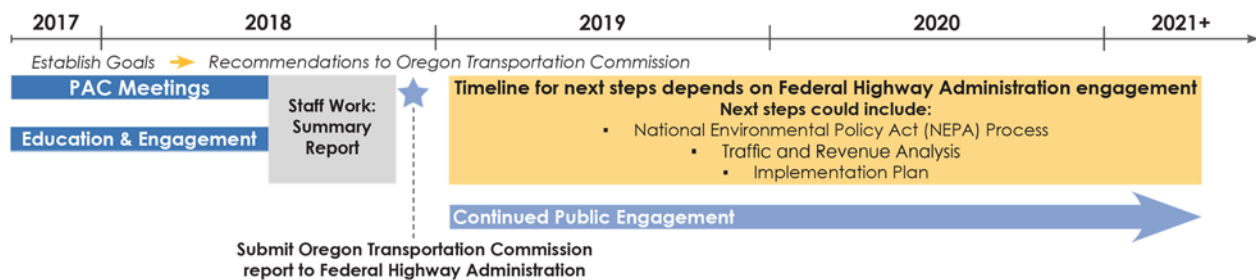 2017 2018 2019 2020 2021+
Establish Goals Recommendations to Oregon Transportation Commission
PAC Meetings
Education & Engagement
Staff Work:
Summary
Report
Timeline for next steps depends on Federal Highway Administration engagement
Next steps could include:
▪ National Environmental Policy Act (NEPA) Process
▪ Traffic and Revenue Analysis
▪ Implementation Plan
Continued Public Engagement
Submit Oregon Transportation Commission
report to Federal Highway Administration